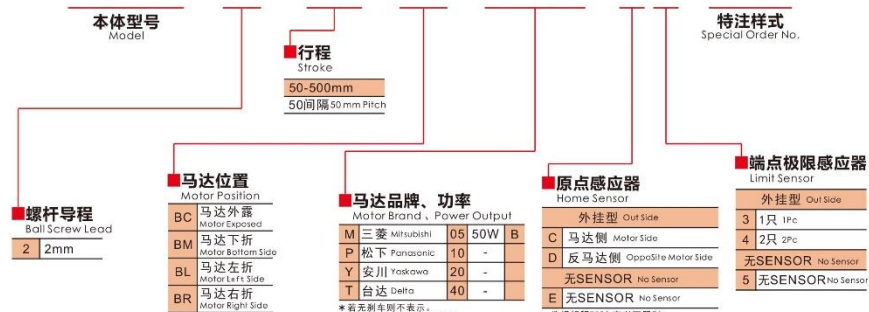 本体型号
Model
特注样式
Special Order No.
行程
Stroke
50-500mm
50间隔50 mm Pitch
螺杆导程
Ball Screw Lead
2 2mm
马达位置
Motor Position
BC 马达外露
Motor Exposed
BM 马达下折
Motor Bottom Side
BL 马达左折
Motor Left Side
BR 马达右折
Motor Right Side
马达品牌、功率
Motor Brand 、Power Output
M 三菱 Mitsubishi 05 50W B
P 松下 Panasonic 10 -
Y 安川 Yaskawa 20 -
T 台达 Delta 40 -
*若无刹车则不表示。
原点感应器
Home Sensor
外挂型 Out Side
C 马达侧 Motor Side
D 反马达侧 OppoSite Motor Side
无SENSOR No Sensor
E 无SENSOR No Sensor
端点极限感应器
Limit Sensor
外挂型 Out Side
3 1只 1Pc
4 2只 2Pc
无SENSOR No Sensor
5 无SENSOR No Sensor